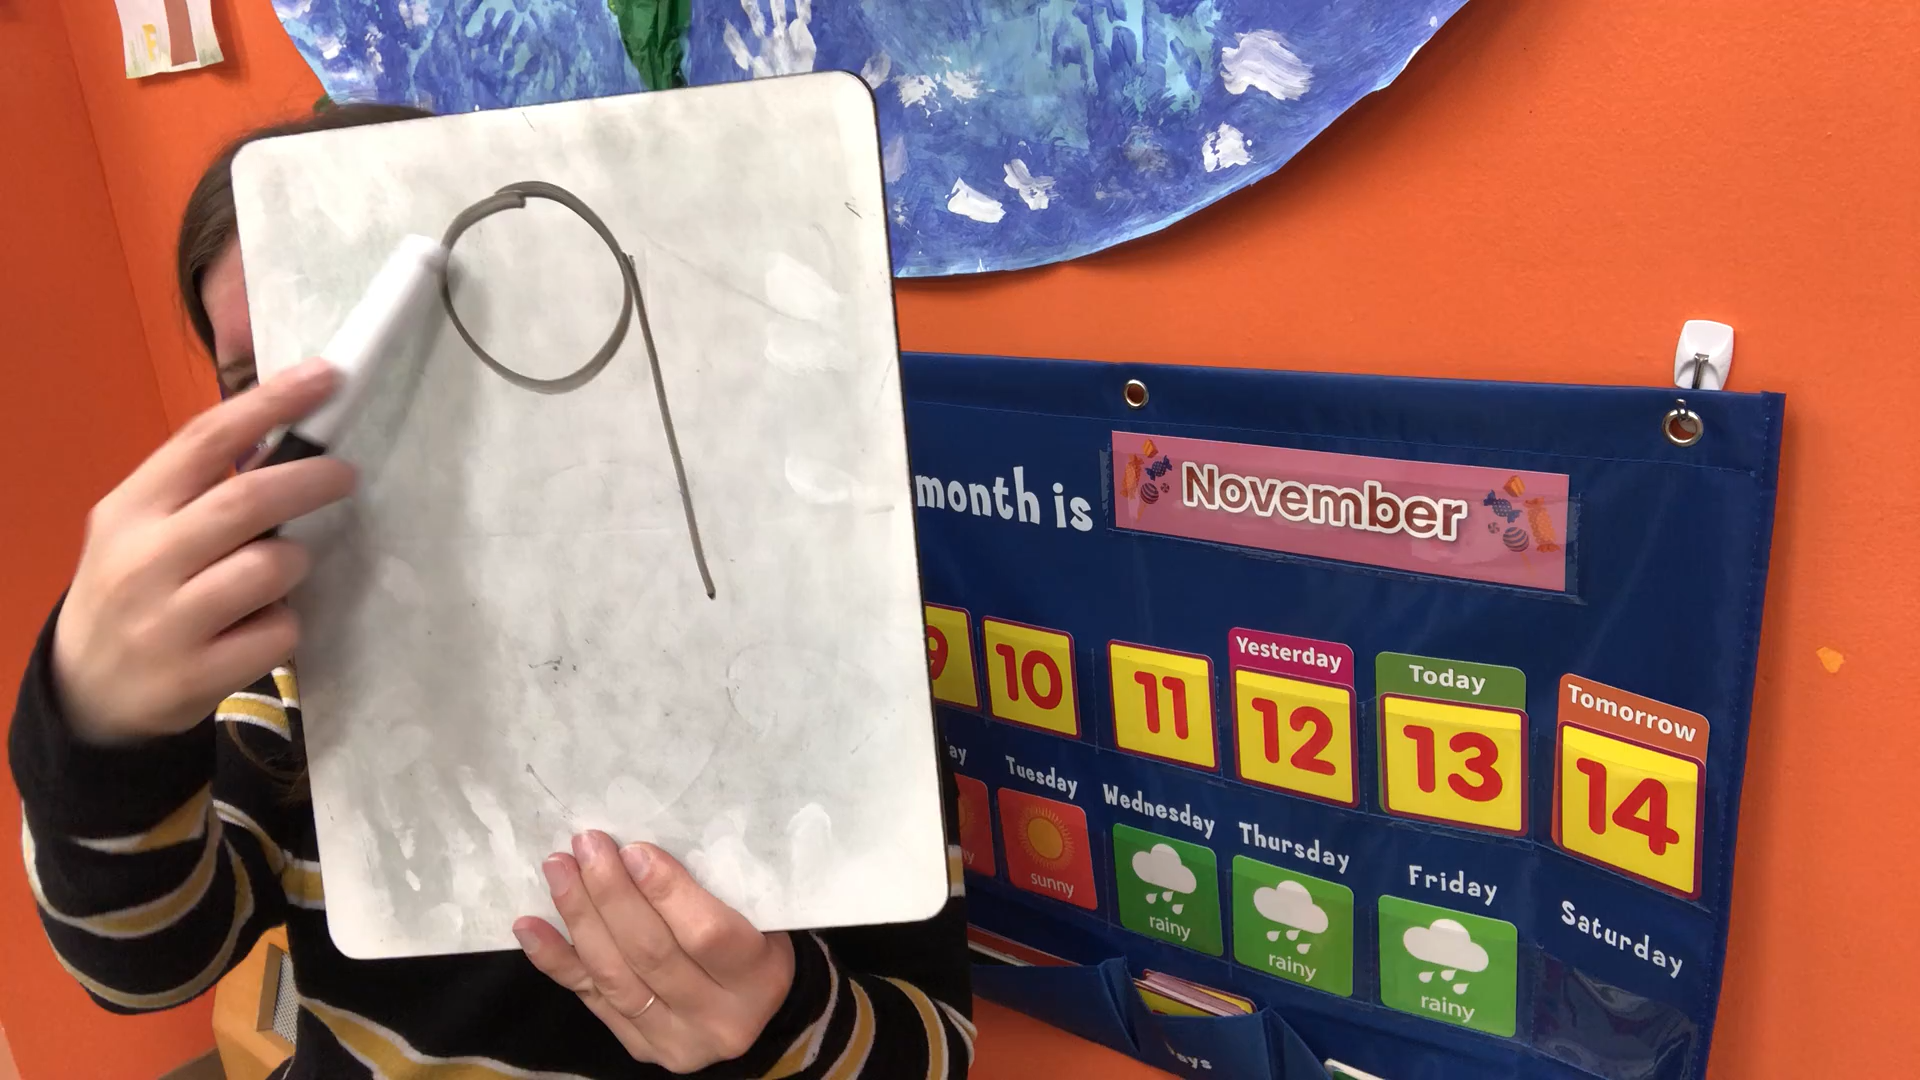 9
month is November
9 10 11 Yesterday 12 Today 13 Tomorrow 14
Tuesday Wednesday Thursday Friday Saturday
sunny rainy rainy rainy